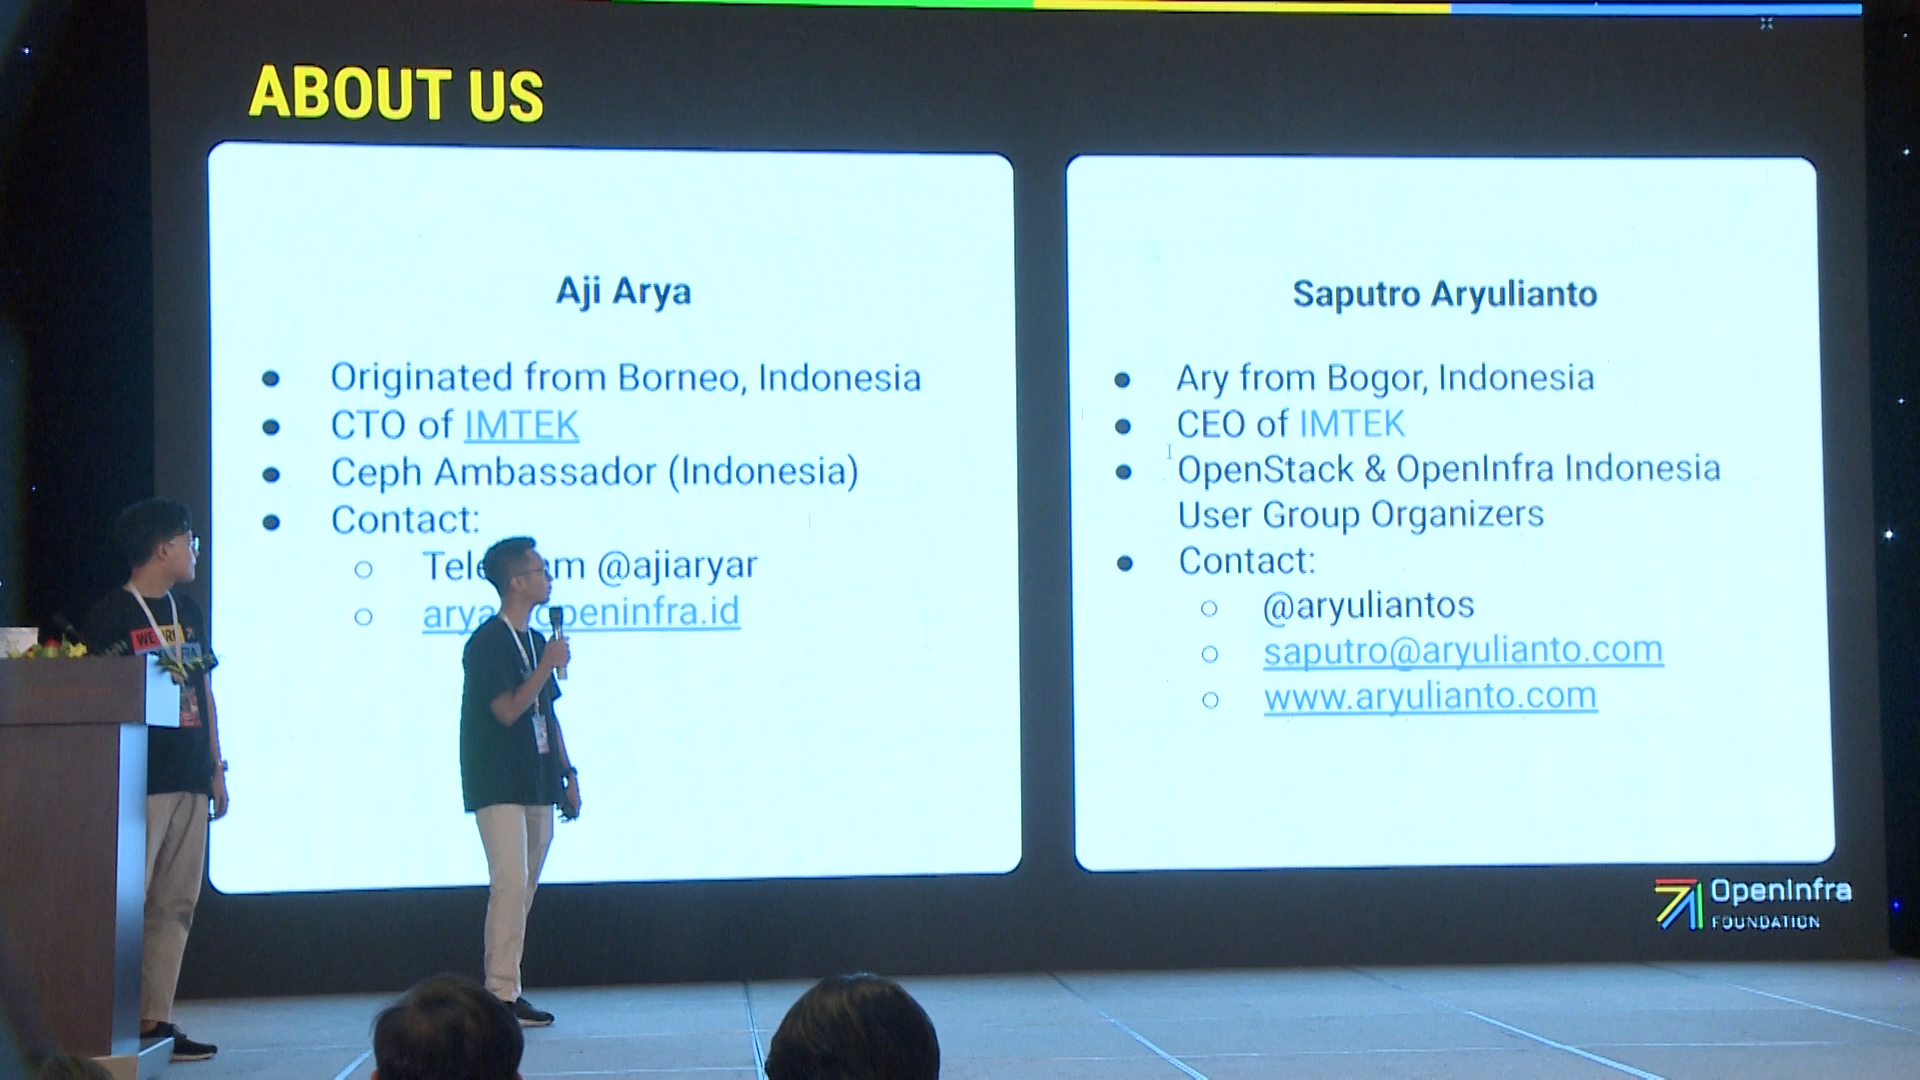 ABOUT US
Aji Arya
Originated from Borneo, Indonesia
CTO of IMTEK
Ceph Ambassador (Indonesia)
Contact:
@ajiaryar
openinfra.id
Saputro Aryulianto
Ary from Bogor, Indonesia
CEO of IMTEK
OpenStack & OpenInfra Indonesia
User Group Organizers
Contact:
@aryuliantos
saputro@aryulianto.com
www.aryulianto.com
OpenInfra
FOUNDATION